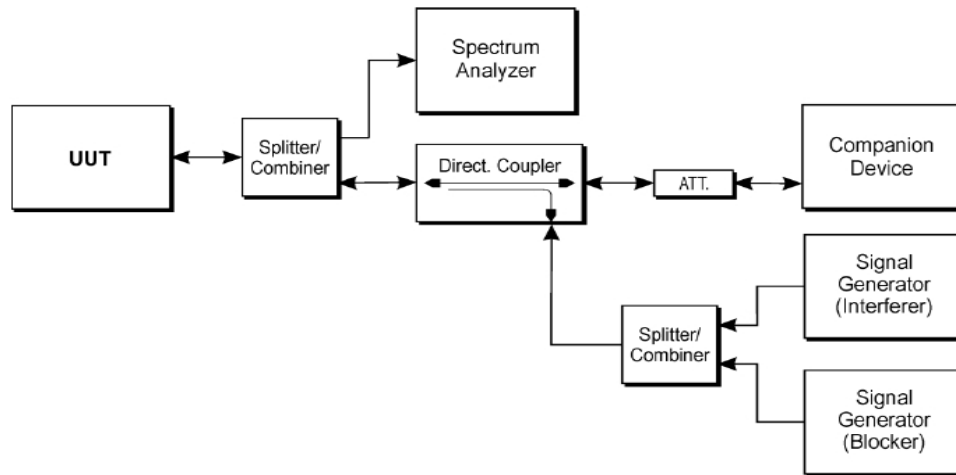 Spectrum
Analyzer
UUT
Splitter/
Combiner
Direct. Coupler
ATT.
Companion
Device
Signal
Generator
(Interferer)
Splitter/
Combiner
Signal
Generator
(Blocker)